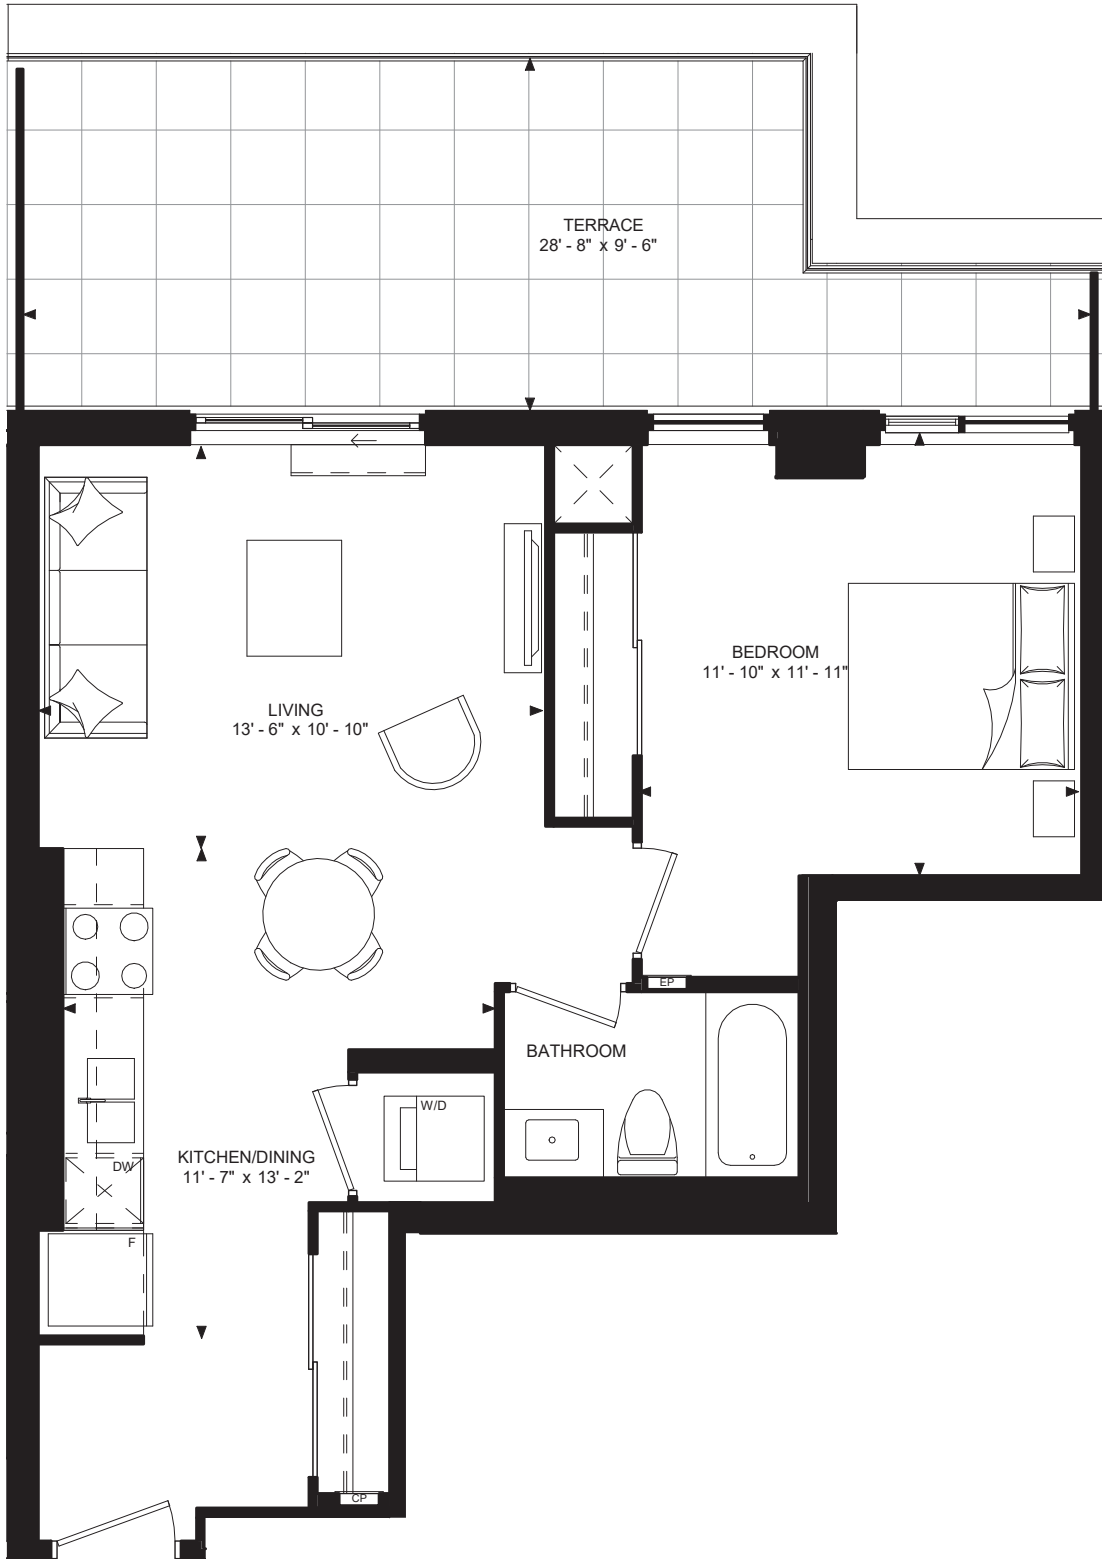 TERRACE
28' - 8" x 9' - 6"
BEDROOM
11' - 10" x 11' - 11"
LIVING
13' - 6" x 10' - 10"
EP
BATHROOM
W/D
KITCHEN/DINING
11' - 7" x 13' - 2"
DW
F
CP